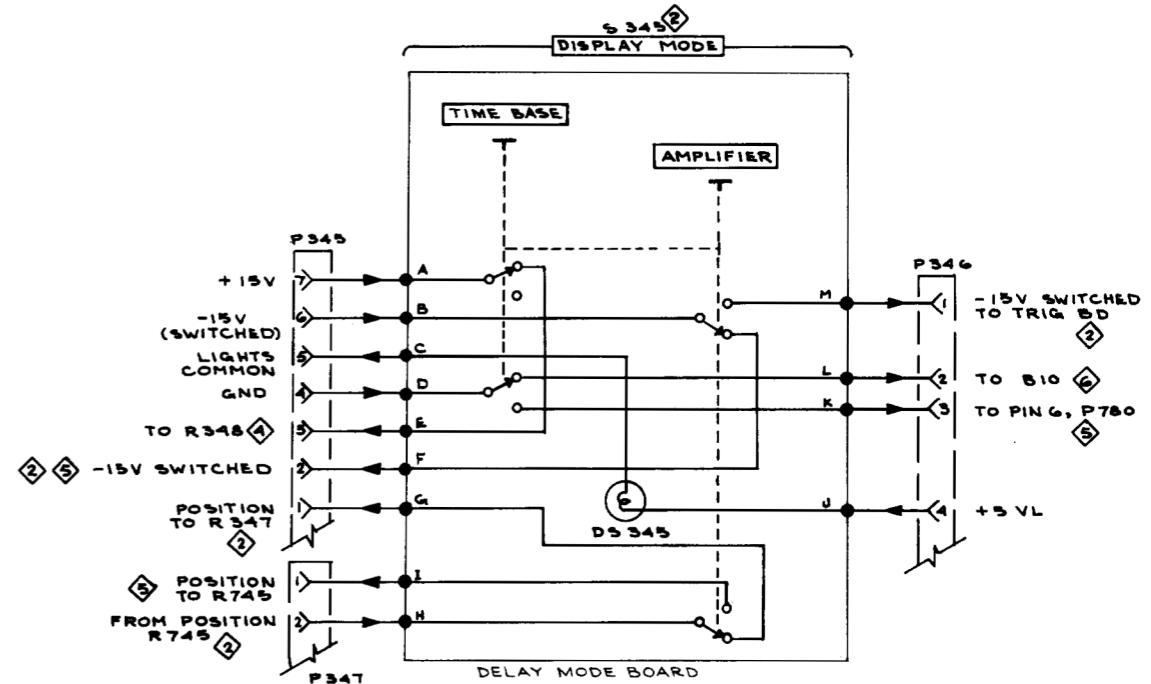 S 345 2
DISPLAY MODE
TIME BASE
AMPLIFIER
P345
+15V
7
A
-15V
(SWITCHED)
6
B
LIGHTS
COMMON
5
C
GND
4
D
TO R348 4
3
E
2 5 -15V SWITCHED
2
F
POSITION
TO R347
2
1
G
5 POSITION
TO R745
1
I
FROM POSITION
R745 2
2
H
P347
DS345
P346
M
1
-15V SWITCHED
TO TRIG BD
2
L
2
TO B10 6
K
3
TO PIN 6, P780
5
J
4
+5 VL
DELAY MODE BOARD